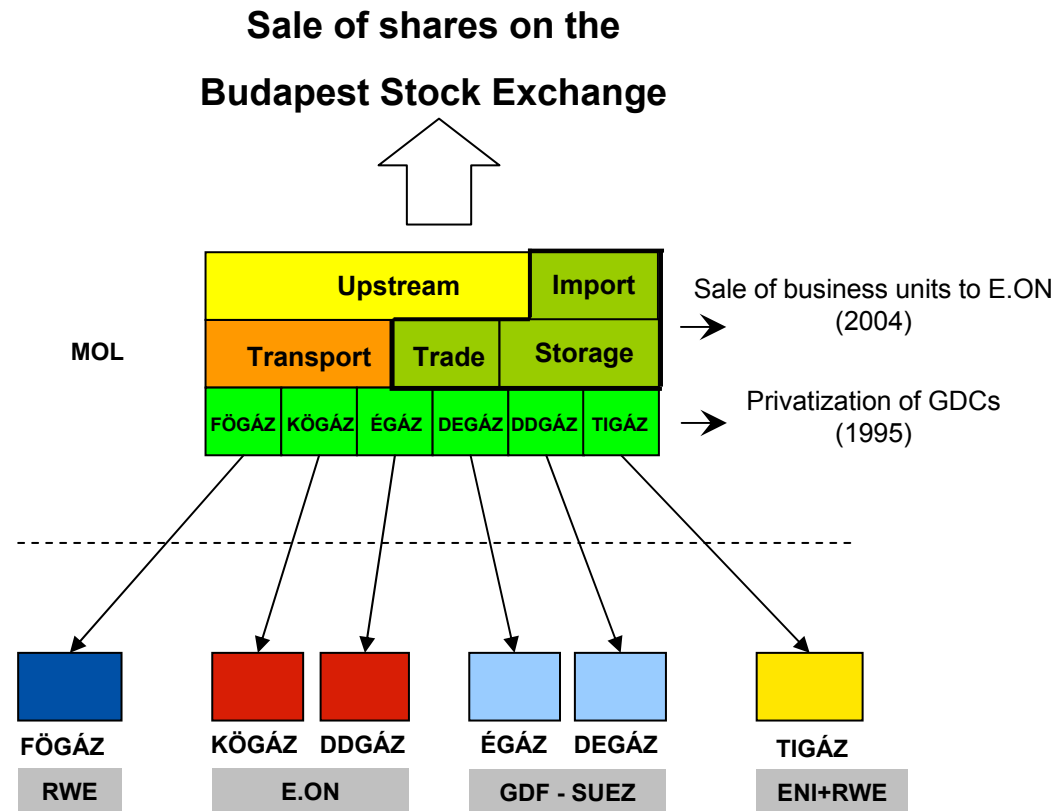 Sale of shares on the
Budapest Stock Exchange
Upstream
Import
Sale of business units to E.ON
(2004)
MOL
Transport
Trade
Storage
FÖGÁZ
KÖGÁZ
ÉGÁZ
DEGÁZ
DDGÁZ
TIGÁZ
Privatization of GDCs
(1995)
FÖGÁZ
KÖGÁZ
DDGÁZ
ÉGÁZ
DEGÁZ
TIGÁZ
RWE
E.ON
GDF - SUEZ
ENI+RWE